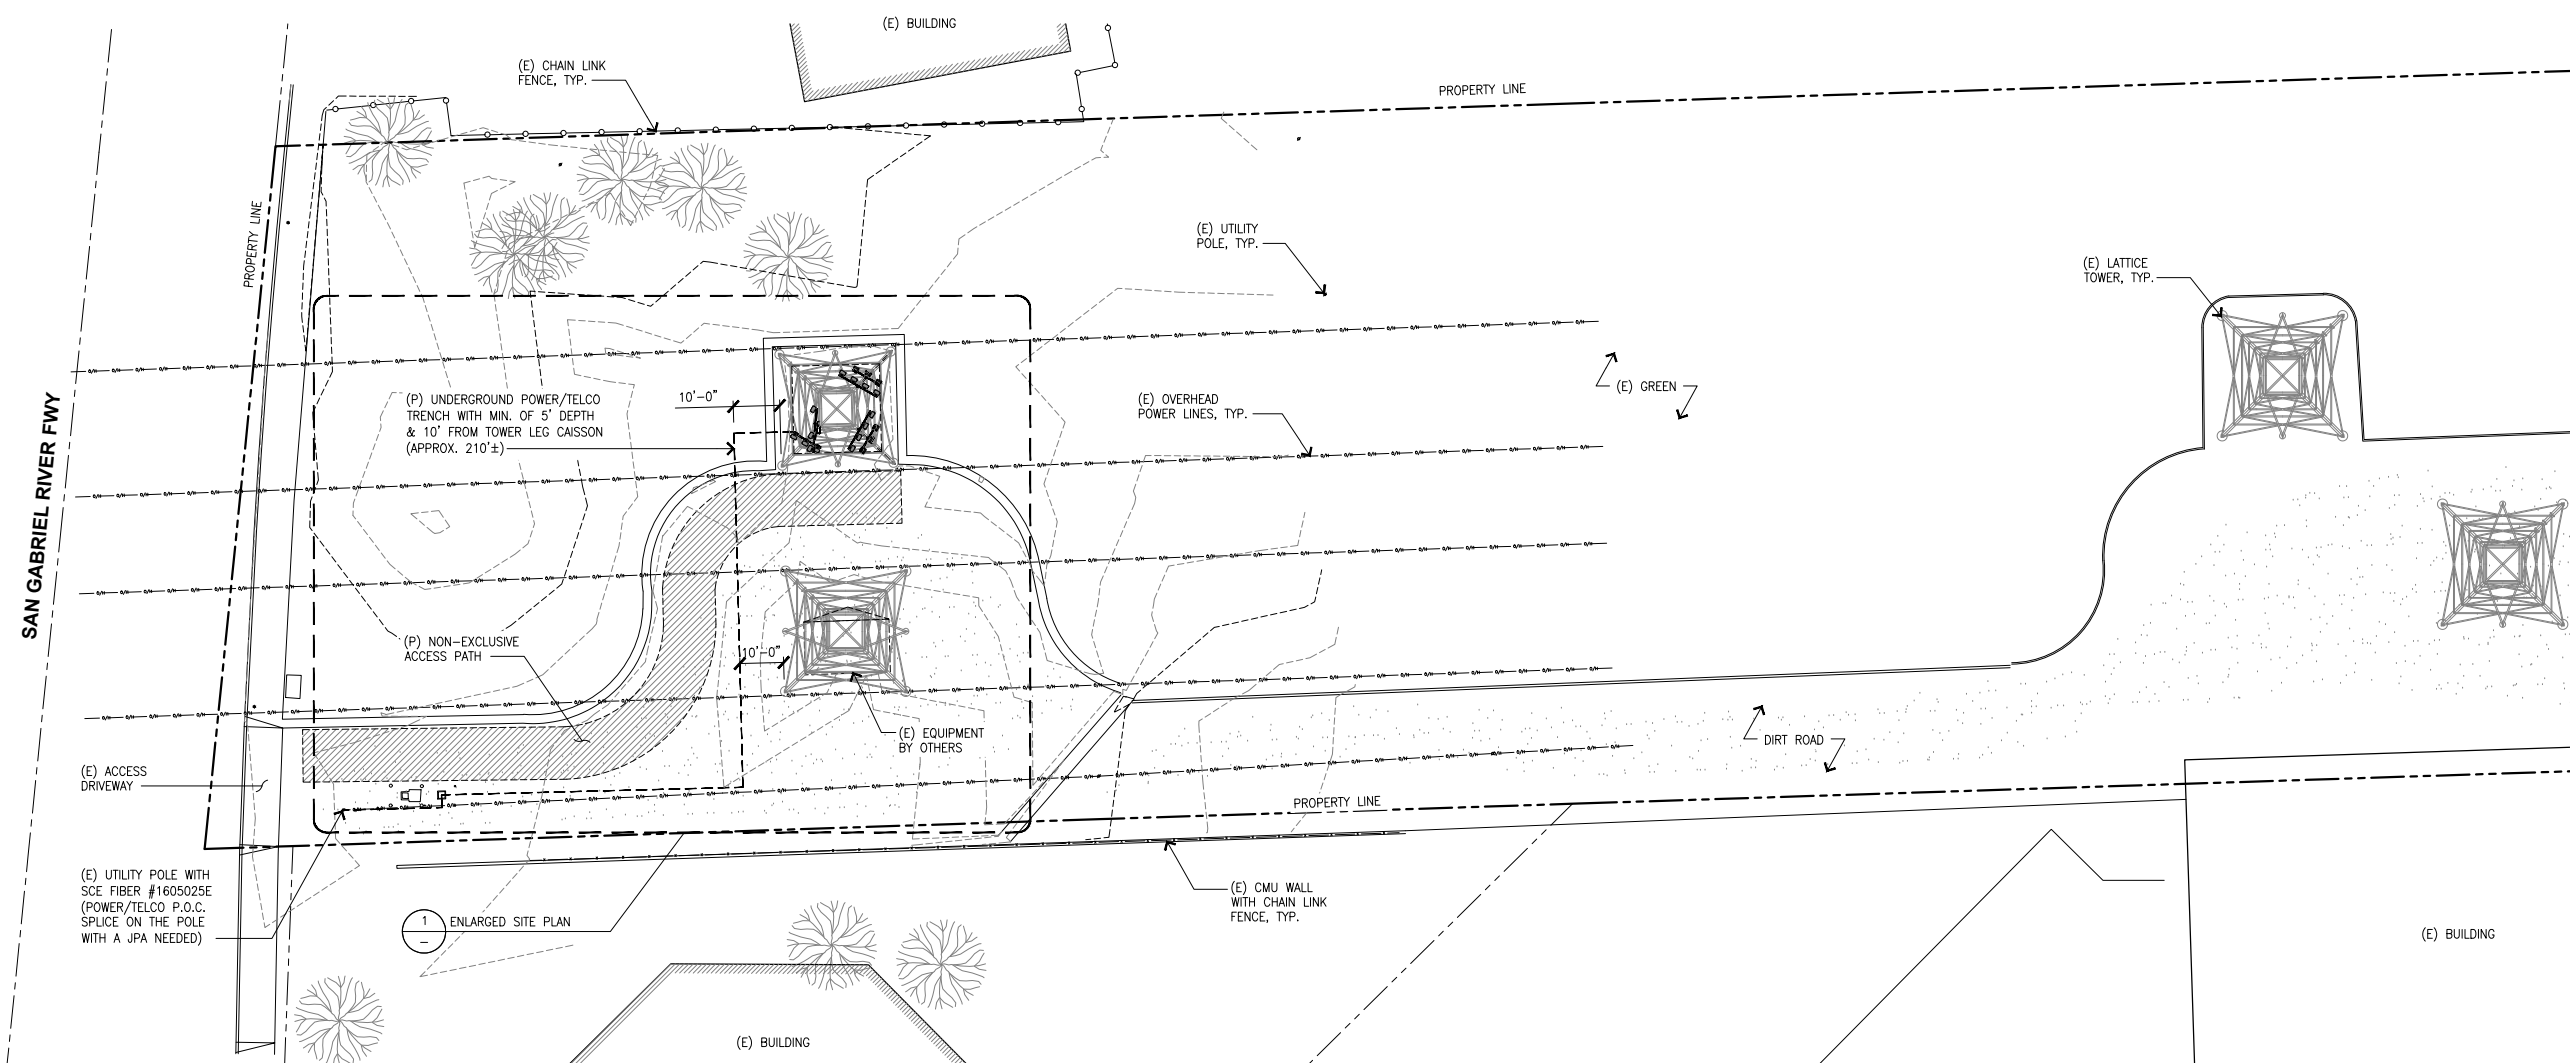 (E) BUILDING
(E) CHAIN LINK
FENCE, TYP.
PROPERTY LINE
PROPERTY LINE
(E) UTILITY
POLE, TYP.
(E) LATTICE
TOWER, TYP.
SAN GABRIEL RIVER FWY
(P) UNDERGROUND POWER/TELCO
TRENCH WITH MIN. OF 5' DEPTH
& 10' FROM TOWER LEG CAISSON
(APPROX. 210'±)
10'-0"
(E) OVERHEAD
POWER LINES, TYP.
(E) GREEN
(P) NON-EXCLUSIVE
ACCESS PATH
10'-0"
(E) EQUIPMENT
BY OTHERS
DIRT ROAD
(E) ACCESS
DRIVEWAY
PROPERTY LINE
(E) UTILITY POLE WITH
SCE FIBER #1605025E
(POWER/TELCO P.O.C.
SPLICE ON THE POLE
WITH A JPA NEEDED)
1
–
ENLARGED SITE PLAN
(E) CMU WALL
WITH CHAIN LINK
FENCE, TYP.
(E) BUILDING
(E) BUILDING